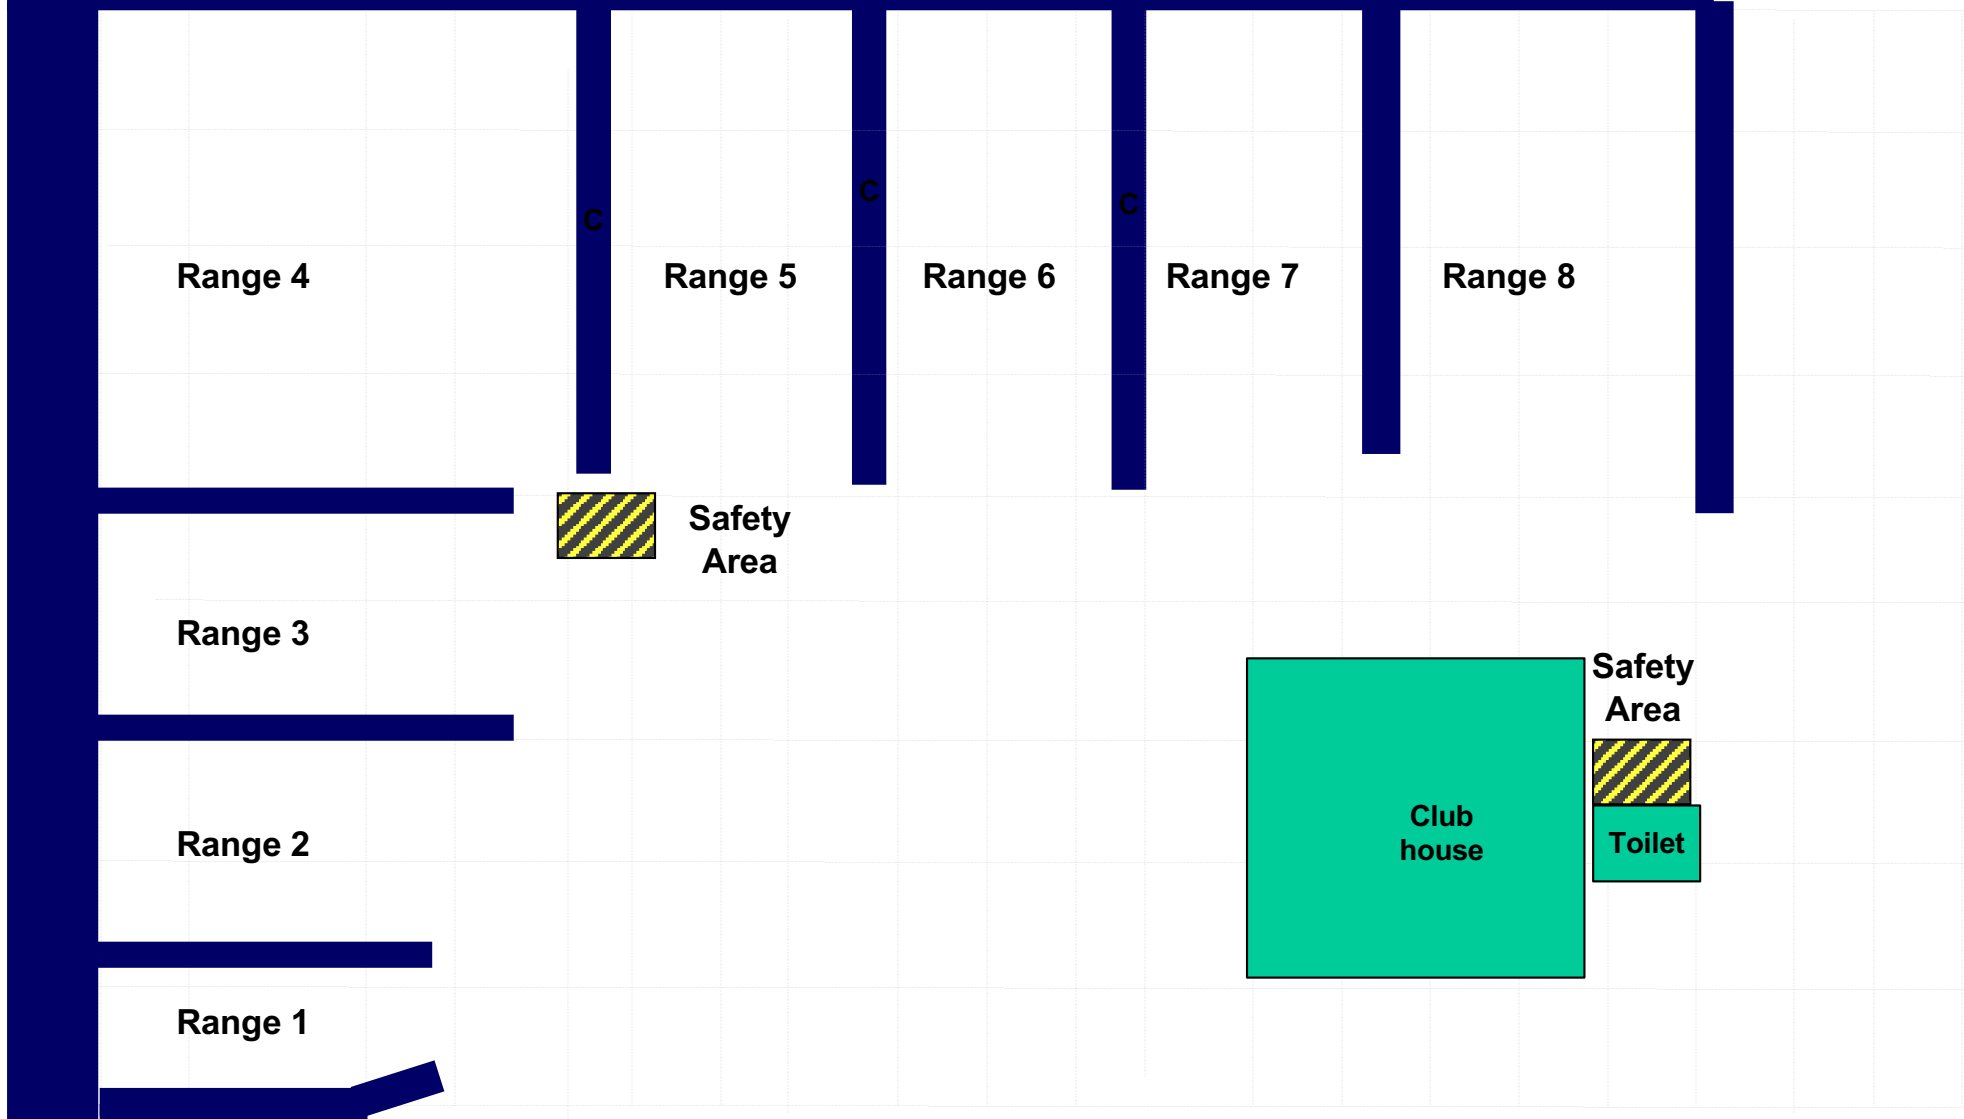 C
C
C
Range 4
Range 5
Range 6
Range 7
Range 8
Safety
Area
Range 3
Safety
Area
Club
house
Toilet
Range 2
Range 1